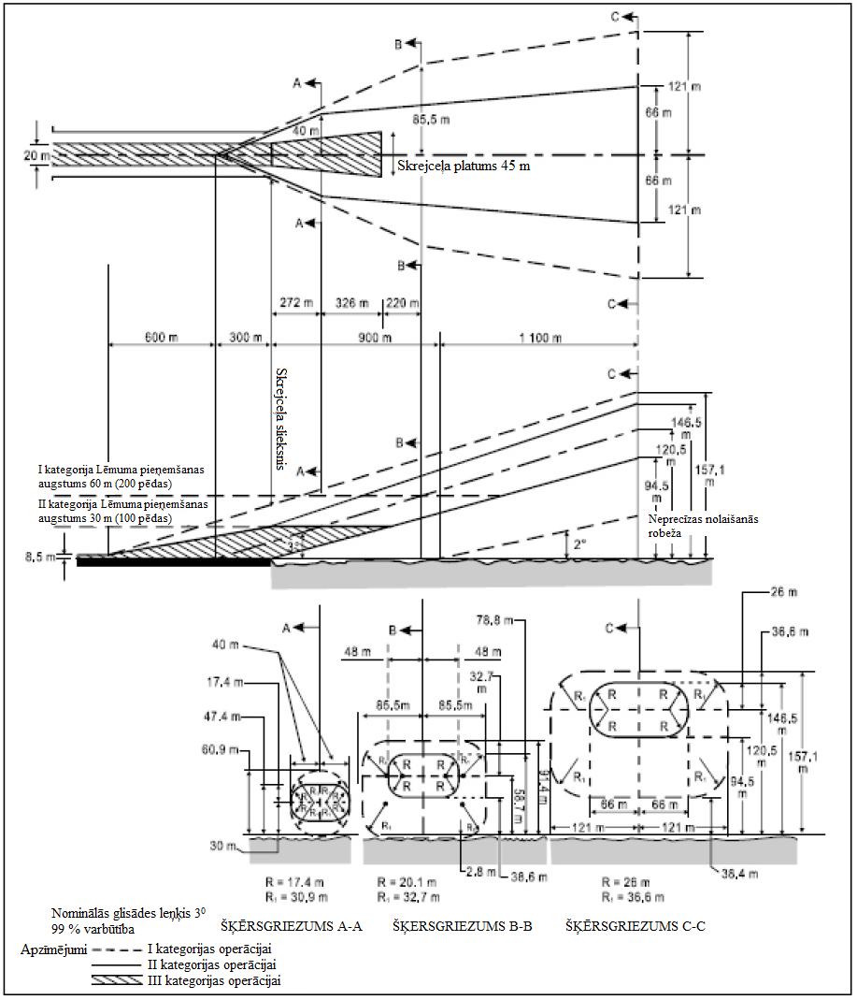 C
B
A
121 m
66 m
85,5 m
40 m
20 m
Skrejceļa platums 45 m
66 m
121 m
A
B
C
272 m
326 m
220 m
600 m
300 m
900 m
1 100 m
Skrejceļa slieksnis
C
B
A
146.5 m
120,5 m
157,1 m
94.5 m
I kategorija Lēmuma pieņemšanas
augstums 60 m (200 pēdas)
II kategorija Lēmuma pieņemšanas
augstums 30 m (100 pēdas)
Neprecīzas nolaišanās
robeža
3°
2°
8,5 m
26 m
36,6 m
A
B
C
78,8 m
40 m
48 m
48 m
32.7 m
17.4 m
47.4 m
85,5m
85,5m
60,9 m
R
R
R
R
R₁
R₁
R₁
R₁
146.5 m
120,5 m
157,1 m
94,5 m
91.4 m
58.7 m
66 m
66 m
121 m
121 m
30 m
2.8 m
38,6 m
38,4 m
R = 17.4 m
R₁ = 30,9 m
R = 20.1 m
R₁ = 32,7 m
R = 26 m
R₁ = 36,6 m
Nominālās glisādes leņķis 3⁰
99 % varbūtība
ŠĶĒRSGRIEZUMS A-A
ŠĶERSGRIEZUMS B-B
ŠĶĒRSGRIEZUMS C-C
Apzīmējumi
I kategorijas operācijai
II kategorijas operācijai
III kategorijas operācijai